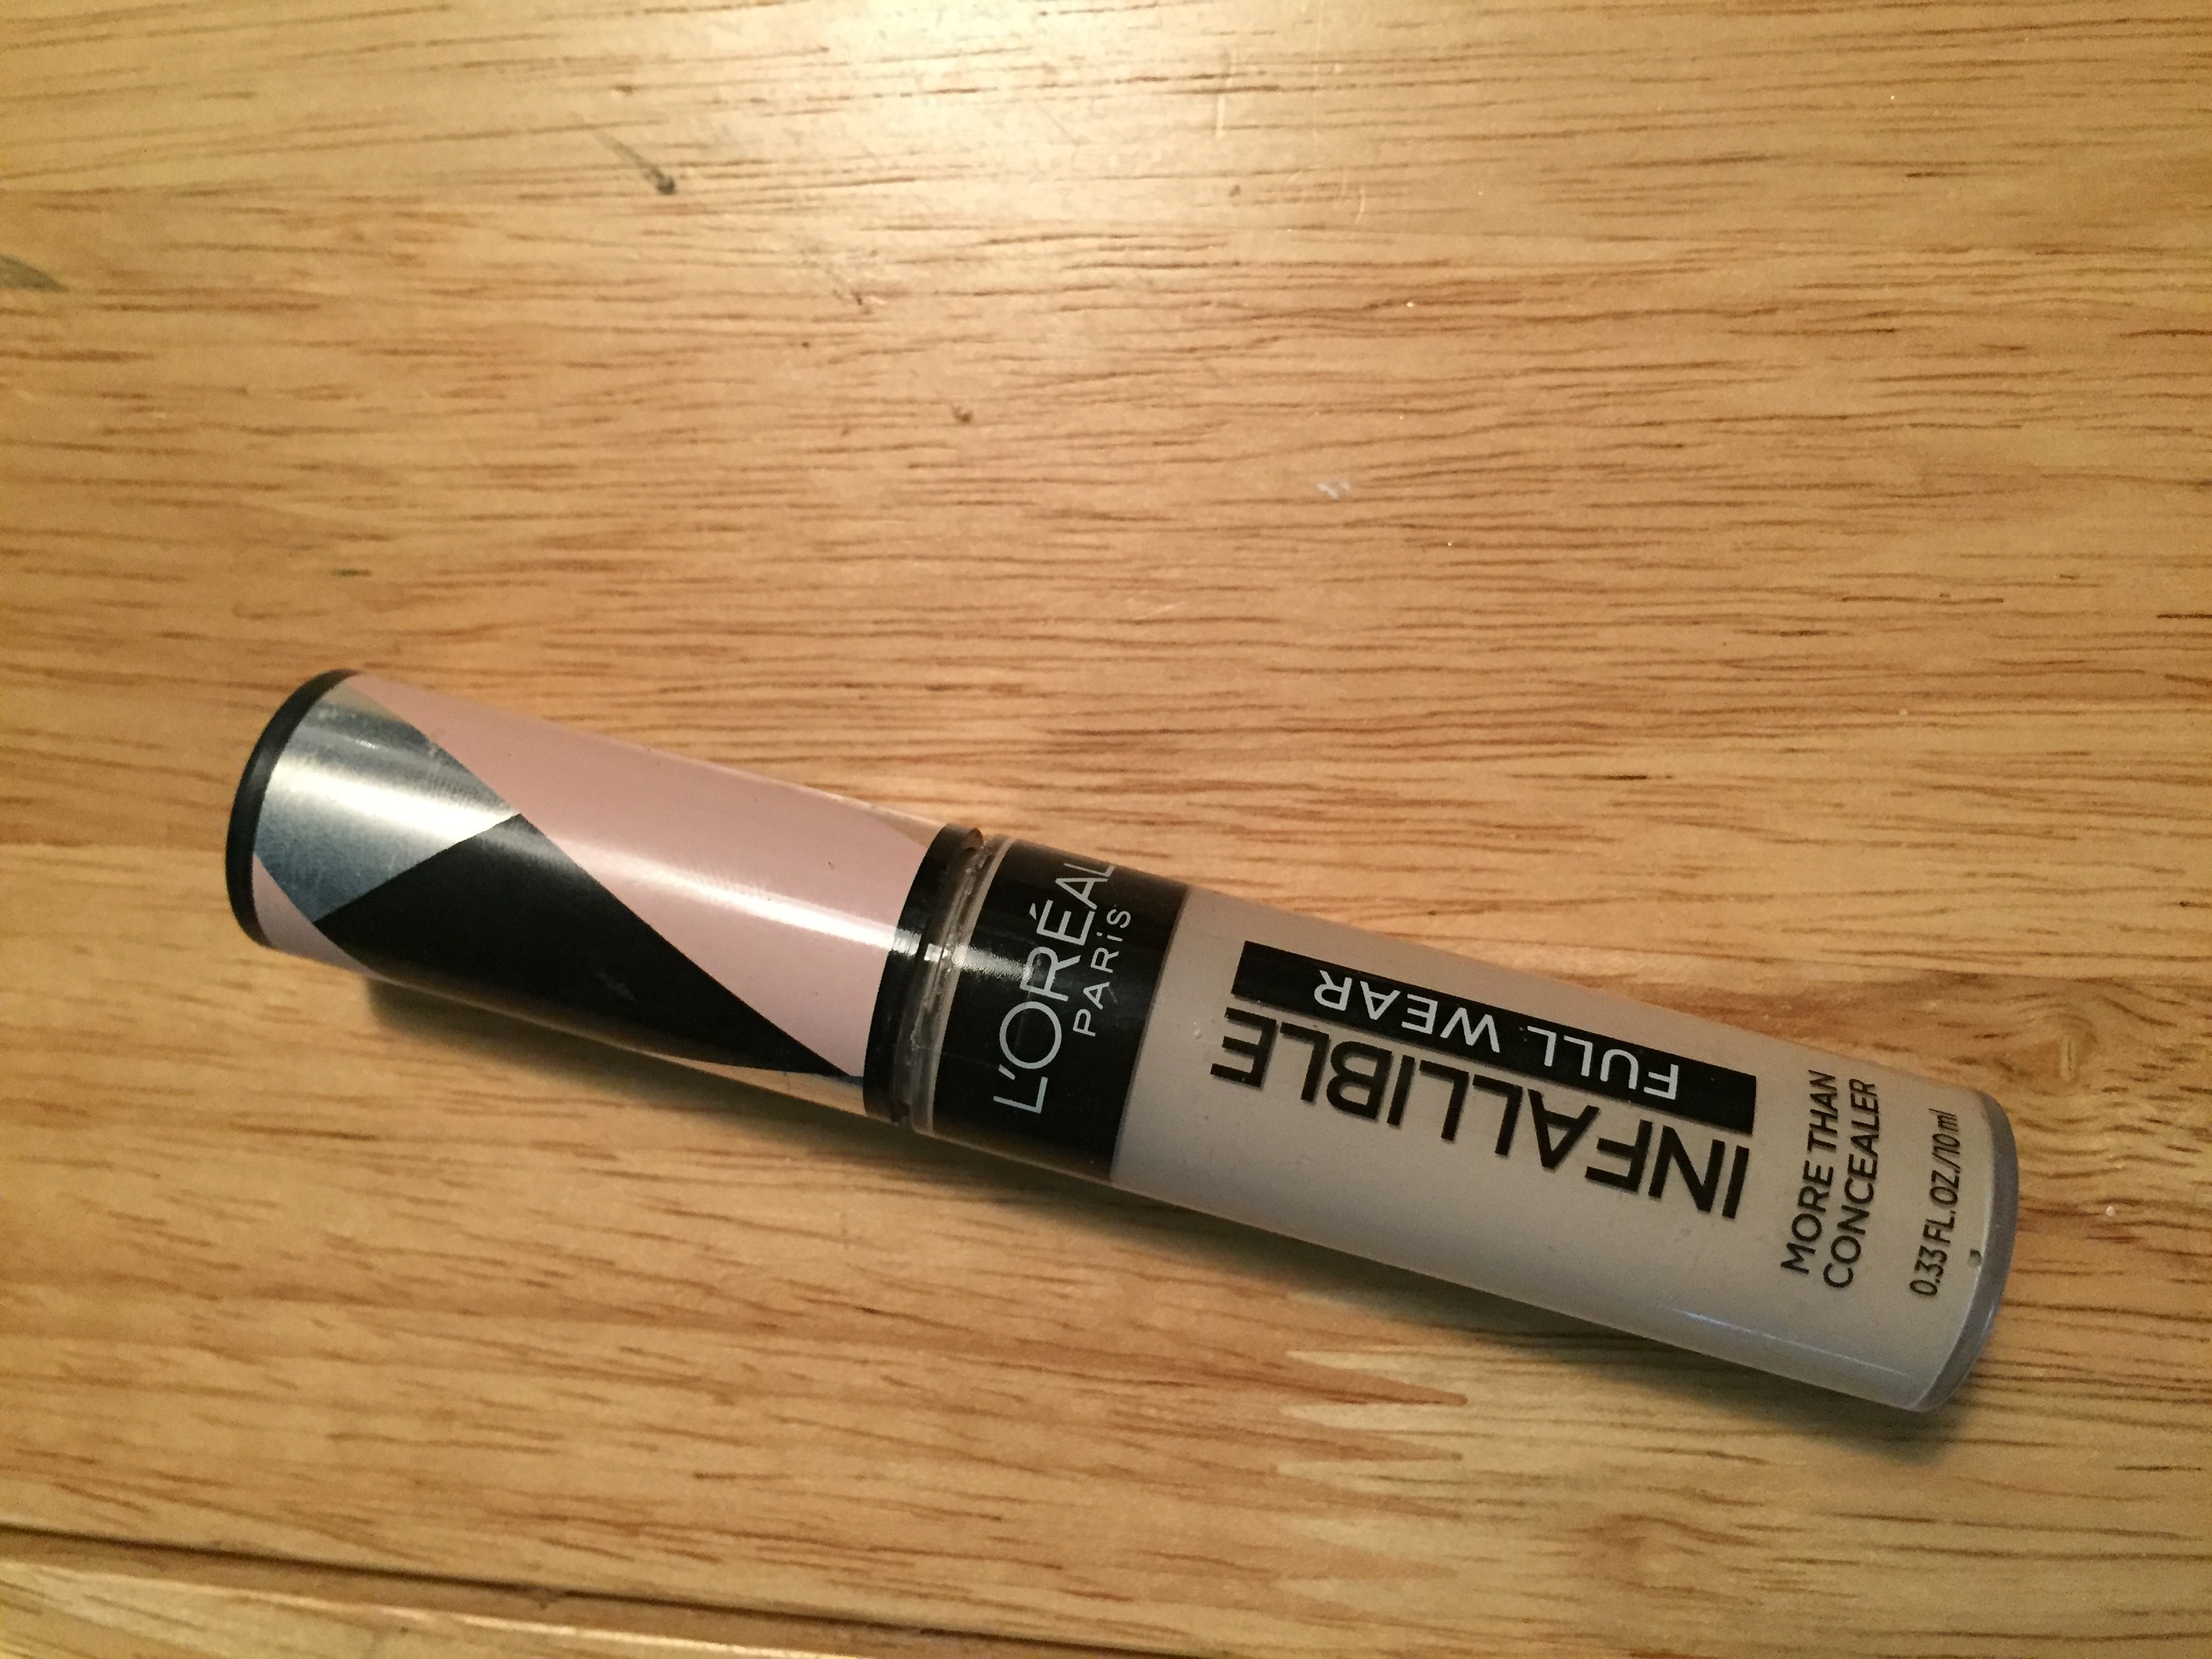 L'ORÉAL
PARiS
INFALLIBLE
FULL WEAR
MORE THAN
CONCEALER
0.33 FL.OZ./10 ml